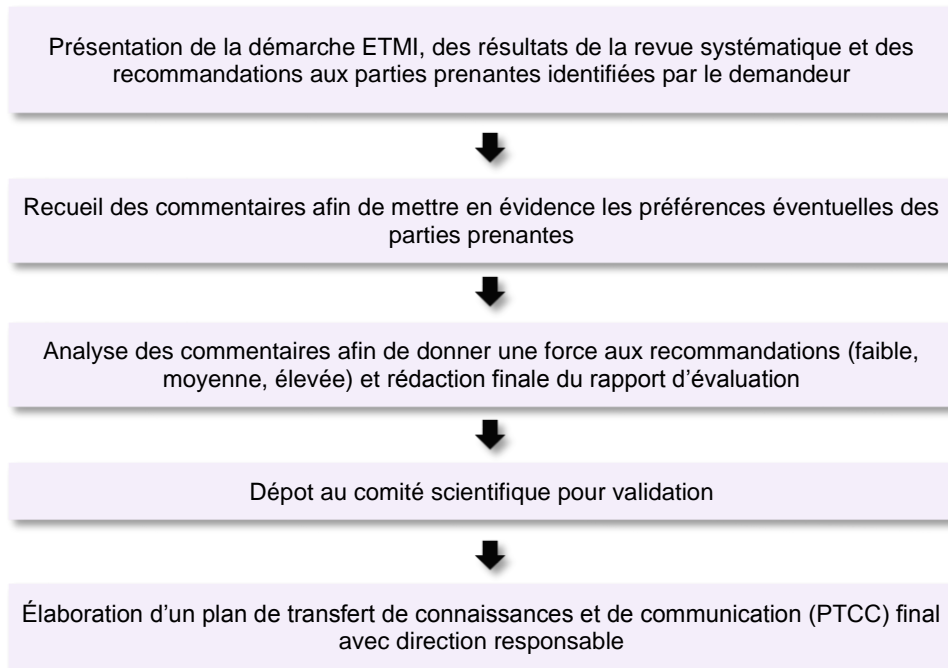 Présentation de la démarche ETMI, des résultats de la revue systématique et des
recommandations aux parties prenantes identifiées par le demandeur
Recueil des commentaires afin de mettre en évidence les préférences éventuelles des
parties prenantes
Analyse des commentaires afin de donner une force aux recommandations (faible,
moyenne, élevée) et rédaction finale du rapport d’évaluation
Dépot au comité scientifique pour validation
Élaboration d’un plan de transfert de connaissances et de communication (PTCC) final
avec direction responsable